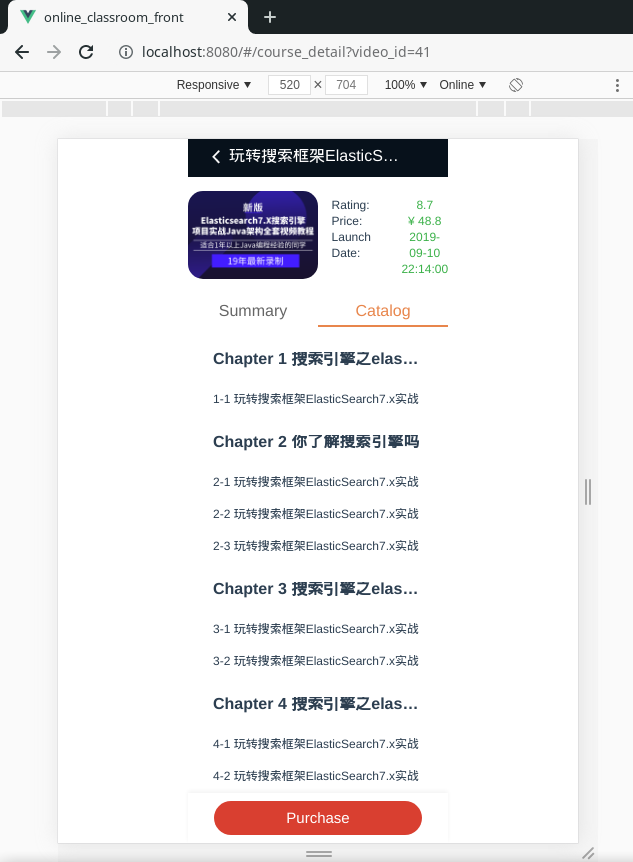 online_classroom_front
localhost:8080/#/course_detail?video_id=41
Responsive ▼ 520 × 704 100% ▼ Online ▼
玩转搜索框架ElasticS…
新版
Elasticsearch7.X搜索引擎
项目实战Java架构全套视频教程
适合1年以上Java编程经验的同学
19年最新录制
Rating: 8.7
Price: ¥ 48.8
Launch Date: 2019-09-10 22:14:00
Summary Catalog
Chapter 1 搜索引擎之elas…
1-1 玩转搜索框架ElasticSearch7.x实战
Chapter 2 你了解搜索引擎吗
2-1 玩转搜索框架ElasticSearch7.x实战
2-2 玩转搜索框架ElasticSearch7.x实战
2-3 玩转搜索框架ElasticSearch7.x实战
Chapter 3 搜索引擎之elas…
3-1 玩转搜索框架ElasticSearch7.x实战
3-2 玩转搜索框架ElasticSearch7.x实战
Chapter 4 搜索引擎之elas…
4-1 玩转搜索框架ElasticSearch7.x实战
4-2 玩转搜索框架ElasticSearch7.x实战
Purchase